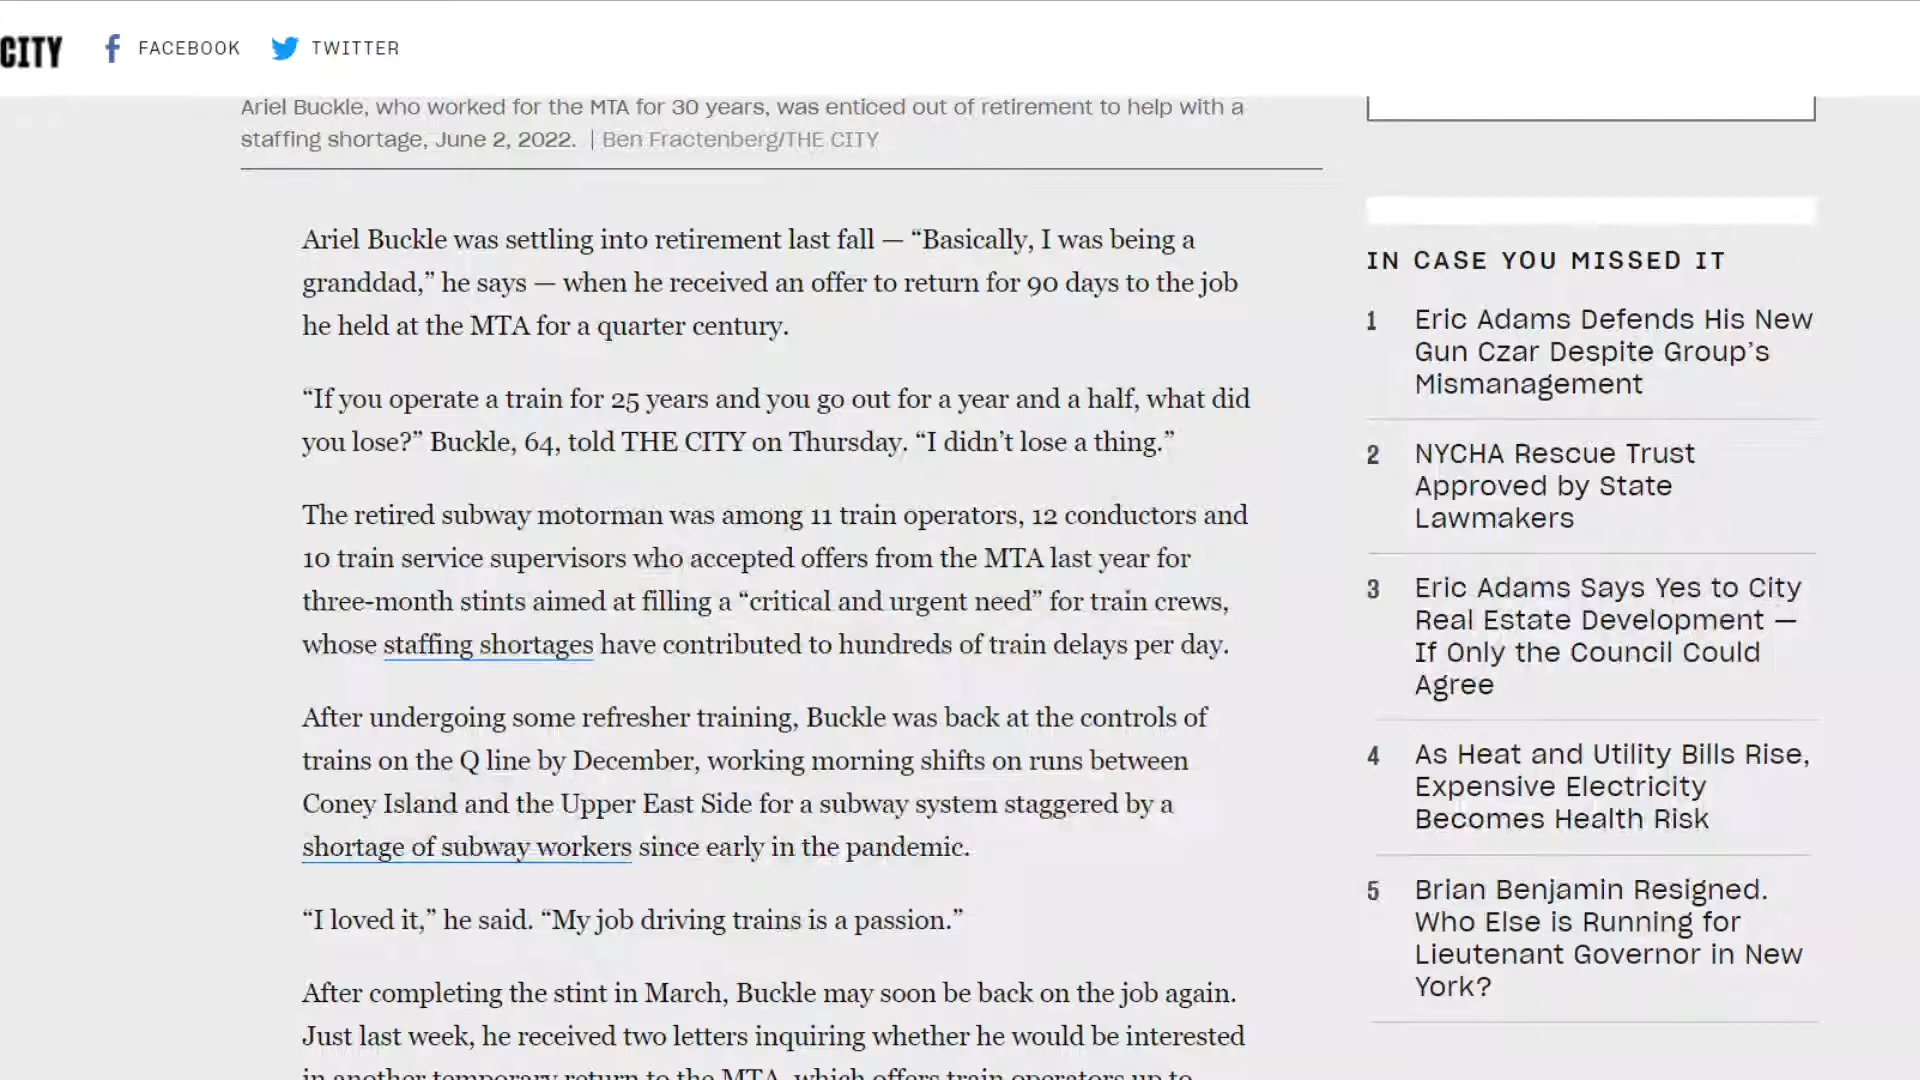 CITY FACEBOOK TWITTER
Ariel Buckle, who worked for the MTA for 30 years, was enticed out of retirement to help with a
staffing shortage, June 2, 2022. | Ben Fractenberg/THE CITY
Ariel Buckle was settling into retirement last fall — “Basically, I was being a
granddad,” he says — when he received an offer to return for 90 days to the job
he held at the MTA for a quarter century.
“If you operate a train for 25 years and you go out for a year and a half, what did
you lose?” Buckle, 64, told THE CITY on Thursday. “I didn’t lose a thing.”
The retired subway motorman was among 11 train operators, 12 conductors and
10 train service supervisors who accepted offers from the MTA last year for
three-month stints aimed at filling a “critical and urgent need” for train crews,
whose staffing shortages have contributed to hundreds of train delays per day.
After undergoing some refresher training, Buckle was back at the controls of
trains on the Q line by December, working morning shifts on runs between
Coney Island and the Upper East Side for a subway system staggered by a
shortage of subway workers since early in the pandemic.
“I loved it,” he said. “My job driving trains is a passion.”
After completing the stint in March, Buckle may soon be back on the job again.
Just last week, he received two letters inquiring whether he would be interested
in another temporary return to the MTA, which offers train operators up to
IN CASE YOU MISSED IT
1 Eric Adams Defends His New
Gun Czar Despite Group’s
Mismanagement
2 NYCHA Rescue Trust
Approved by State
Lawmakers
3 Eric Adams Says Yes to City
Real Estate Development —
If Only the Council Could
Agree
4 As Heat and Utility Bills Rise,
Expensive Electricity
Becomes Health Risk
5 Brian Benjamin Resigned.
Who Else is Running for
Lieutenant Governor in New
York?